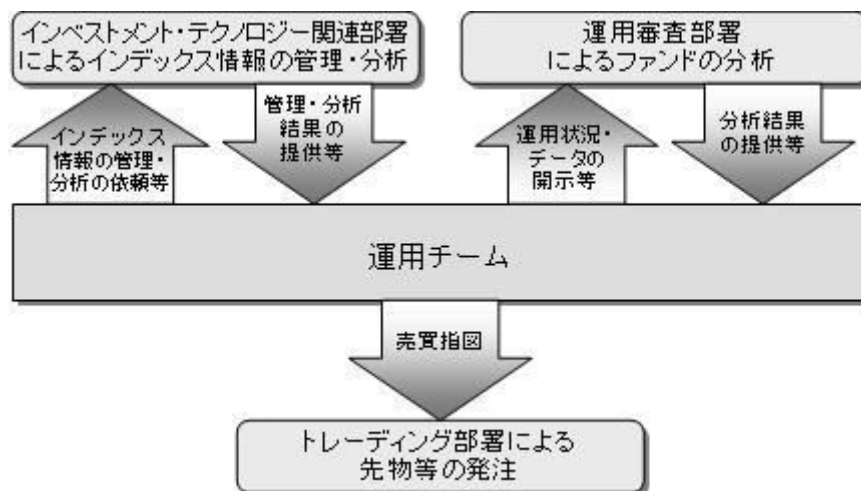 インベストメント・テクノロジー関連部署
によるインデックス情報の管理・分析
運用審査部署
によるファンドの分析
インデックス
情報の管理・
分析の依頼等
管理・分析
結果の
提供等
運用状況・
データの
開示等
分析結果
の提供等
運用チーム
売買指図
トレーディング部署による
先物等の発注